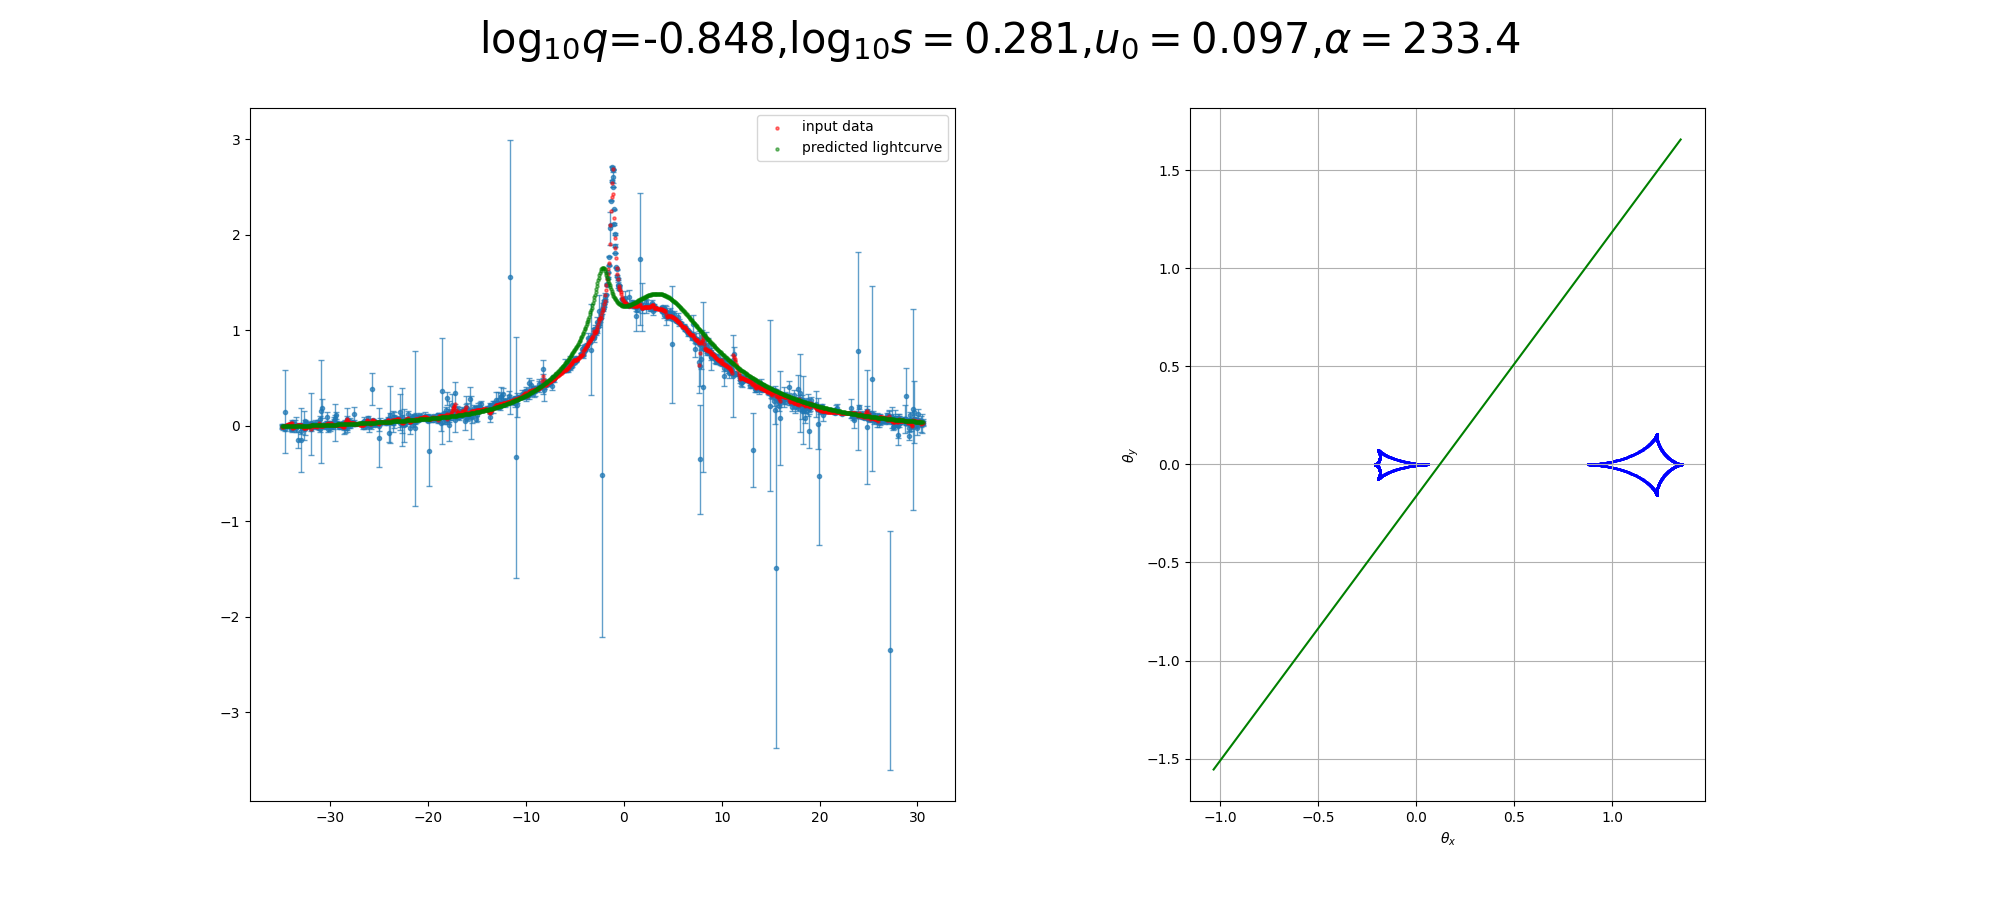 log₁₀q=-0.848,log₁₀s = 0.281,u₀ = 0.097,α = 233.4
input data
predicted lightcurve
3
2
1
0
−1
−2
−3
−30 −20 −10 0 10 20 30
1.5
1.0
0.5
0.0
−0.5
−1.0
−1.5
θy
−1.0 −0.5 0.0 0.5 1.0
θx